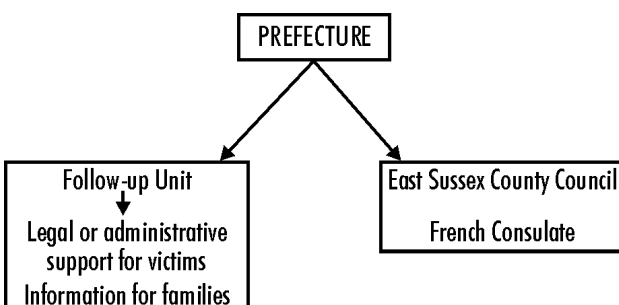 PREFECTURE
Follow-up Unit
Legal or administrative
support for victims
Information for families
East Sussex County Council
French Consulate